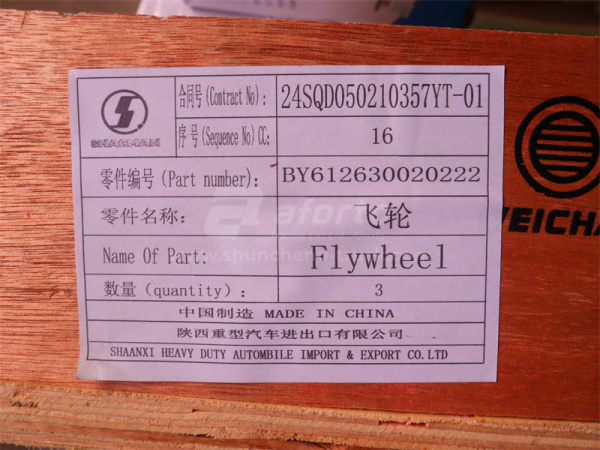 SHACMAN
合同号(Contract No):
24SQD050210357YT-01
序号(Sequence No)CC:
16
零件编号(Part number):
BY612630020222
零件名称:
飞轮
Name Of Part:
Flywheel
数量(quantity):
3
中国制造 MADE IN CHINA
陕西重型汽车进出口有限公司
SHAANXI HEAVY DUTY AUTOMBILE IMPORT & EXPORT CO.LTD
WEICHA